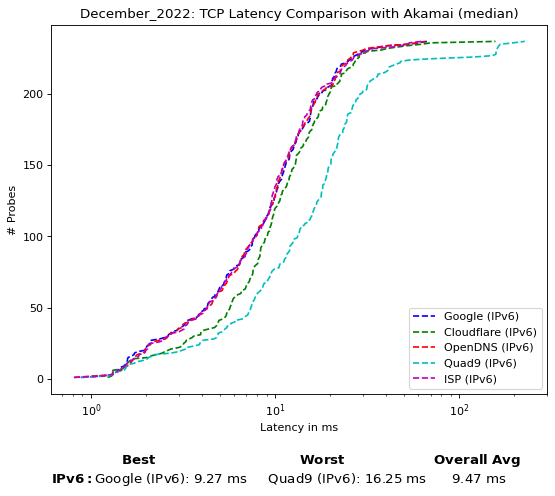 December_2022: TCP Latency Comparison with Akamai (median)
# Probes
200
150
100
50
0
Google (IPv6)
Cloudflare (IPv6)
OpenDNS (IPv6)
Quad9 (IPv6)
ISP (IPv6)
10⁰ 10¹ 10²
Latency in ms
Best Worst Overall Avg
IPv6: Google (IPv6): 9.27 ms Quad9 (IPv6): 16.25 ms 9.47 ms